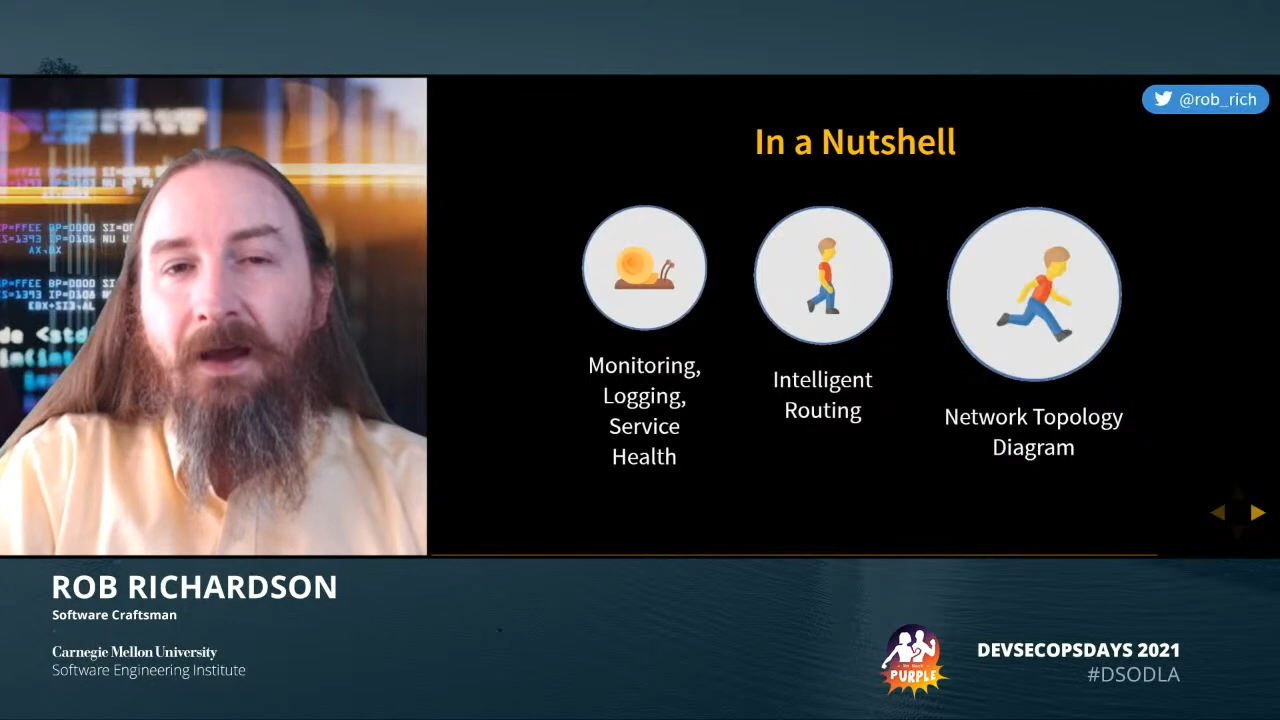 @rob_rich
In a Nutshell
Monitoring,
Logging,
Service
Health
Intelligent
Routing
Network Topology
Diagram
ROB RICHARDSON
Software Craftsman
Carnegie Mellon University
Software Engineering Institute
PURPLE
DEVSECOPSDAYS 2021
#DSODLA